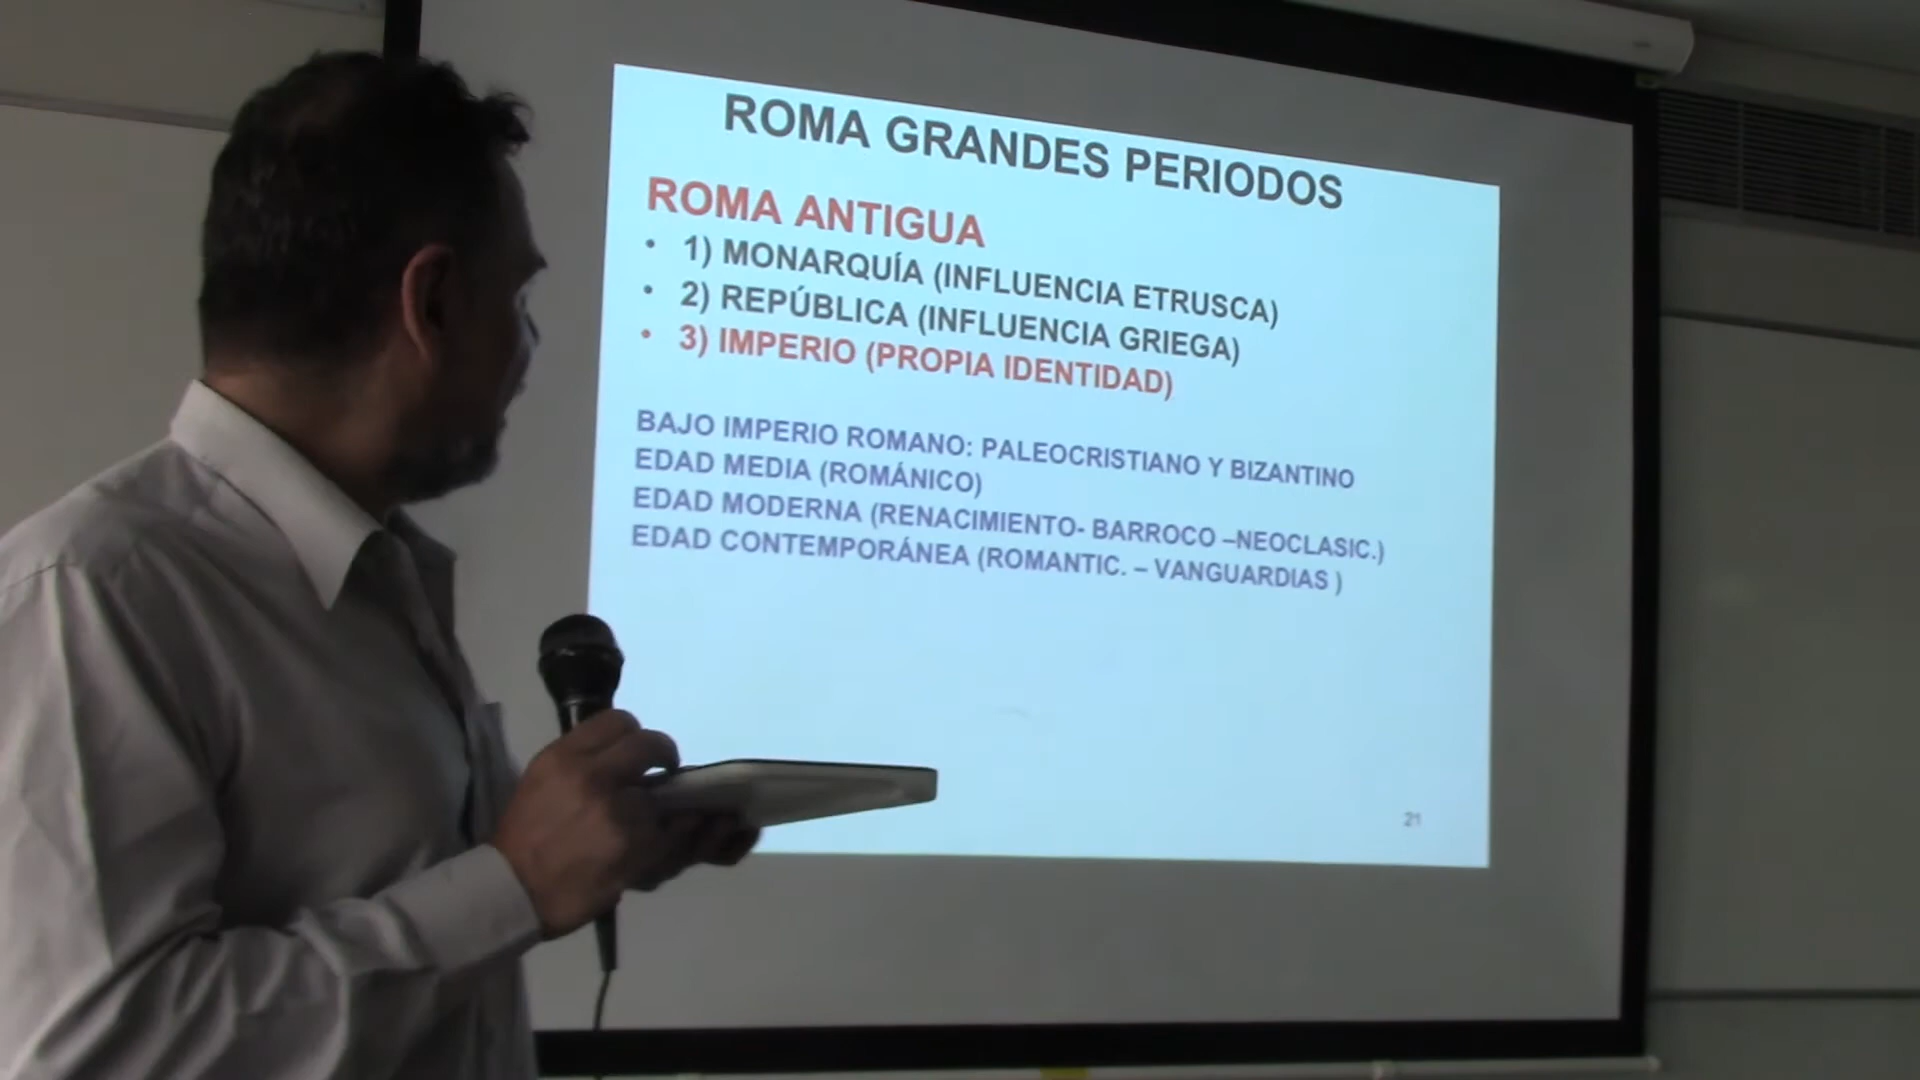 ROMA GRANDES PERIODOS
ROMA ANTIGUA
• 1) MONARQUÍA (INFLUENCIA ETRUSCA)
• 2) REPÚBLICA (INFLUENCIA GRIEGA)
• 3) IMPERIO (PROPIA IDENTIDAD)
BAJO IMPERIO ROMANO: PALEOCRISTIANO Y BIZANTINO
EDAD MEDIA (ROMÁNICO)
EDAD MODERNA (RENACIMIENTO- BARROCO –NEOCLASIC.)
EDAD CONTEMPORÁNEA (ROMANTIC. – VANGUARDIAS )
21